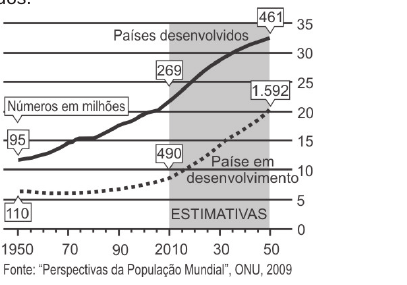 dos:
461
35
Países desenvolvidos
30
269
25
1.592
Números em milhões
20
95
15
490
País em
10
desenvolvimento
110
5
ESTIMATIVAS
0
1950 70 90 2010 30 50
Fonte: “Perspectivas da População Mundial”, ONU, 2009